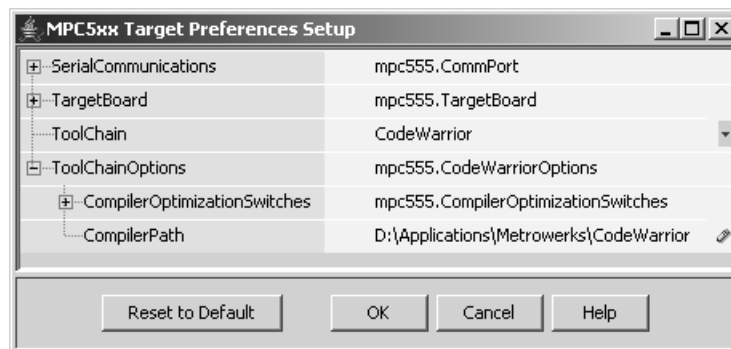 MPC5xx Target Preferences Setup
SerialCommunications mpc555.CommPort
TargetBoard mpc555.TargetBoard
ToolChain CodeWarrior
ToolChainOptions mpc555.CodeWarriorOptions
CompilerOptimizationSwitches mpc555.CompilerOptimizationSwitches
CompilerPath D:\Applications\Metrowerks\CodeWarrior
Reset to Default OK Cancel Help